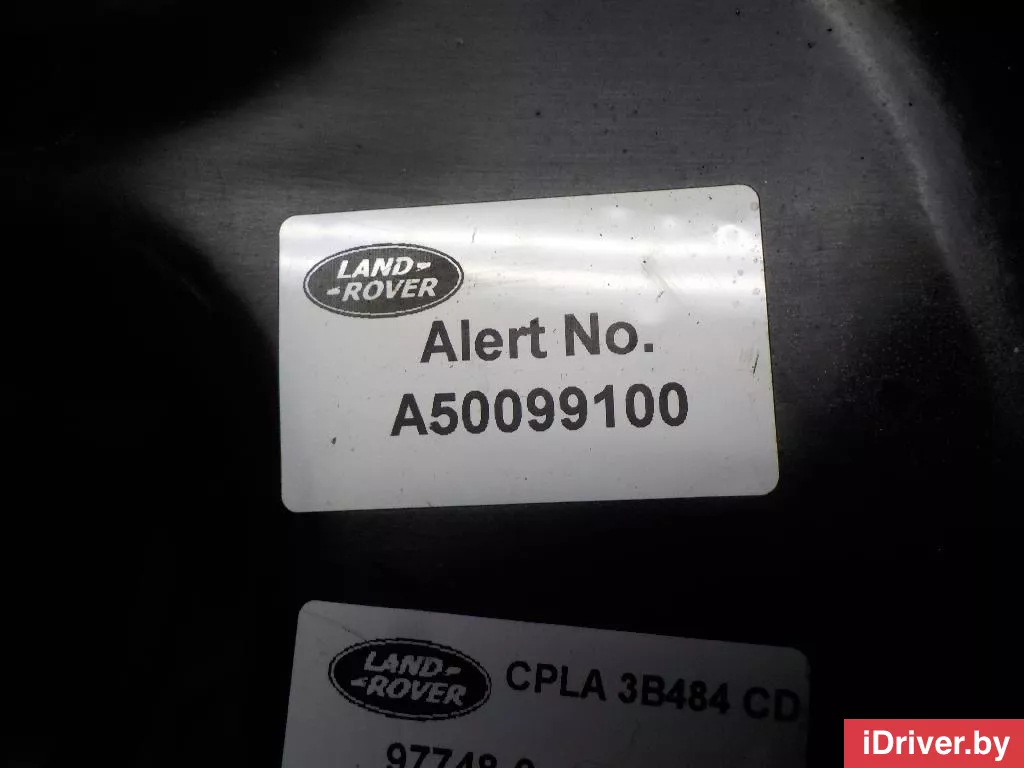 LAND-
-ROVER
Alert No.
A50099100
LAND-
-ROVER
CPLA 3B484 CD
iDriver.by